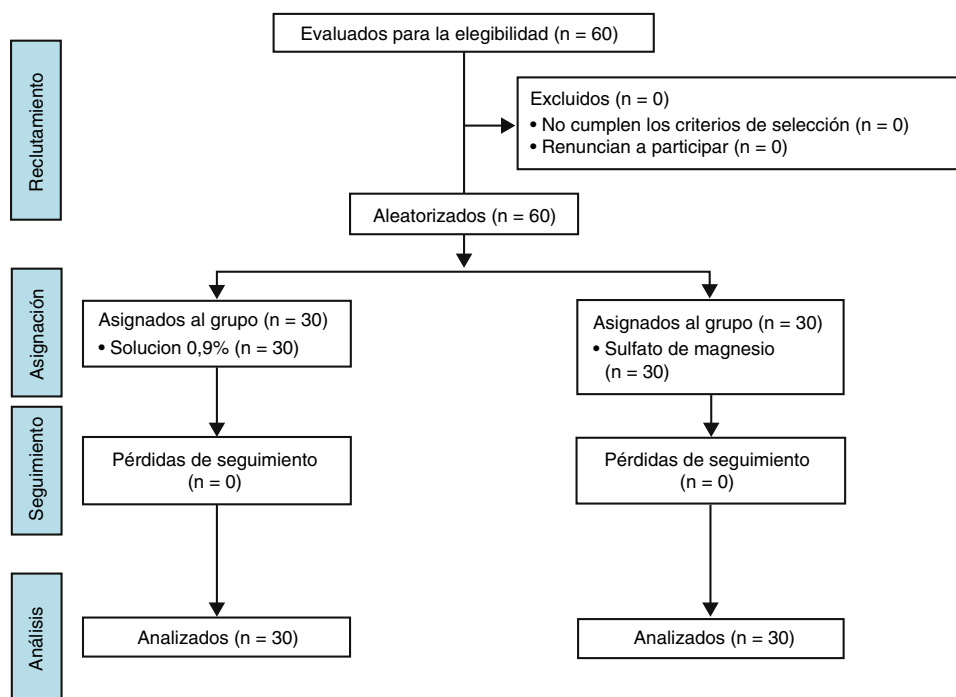 Reclutamiento
Evaluados para la elegibilidad (n = 60)
Excluidos (n = 0)
• No cumplen los criterios de selección (n = 0)
• Renuncian a participar (n = 0)
Aleatorizados (n = 60)
Asignación
Asignados al grupo (n = 30)
• Solucion 0,9% (n = 30)
Asignados al grupo (n = 30)
• Sulfato de magnesio
(n = 30)
Seguimiento
Pérdidas de seguimiento
(n = 0)
Pérdidas de seguimiento
(n = 0)
Análisis
Analizados (n = 30)
Analizados (n = 30)